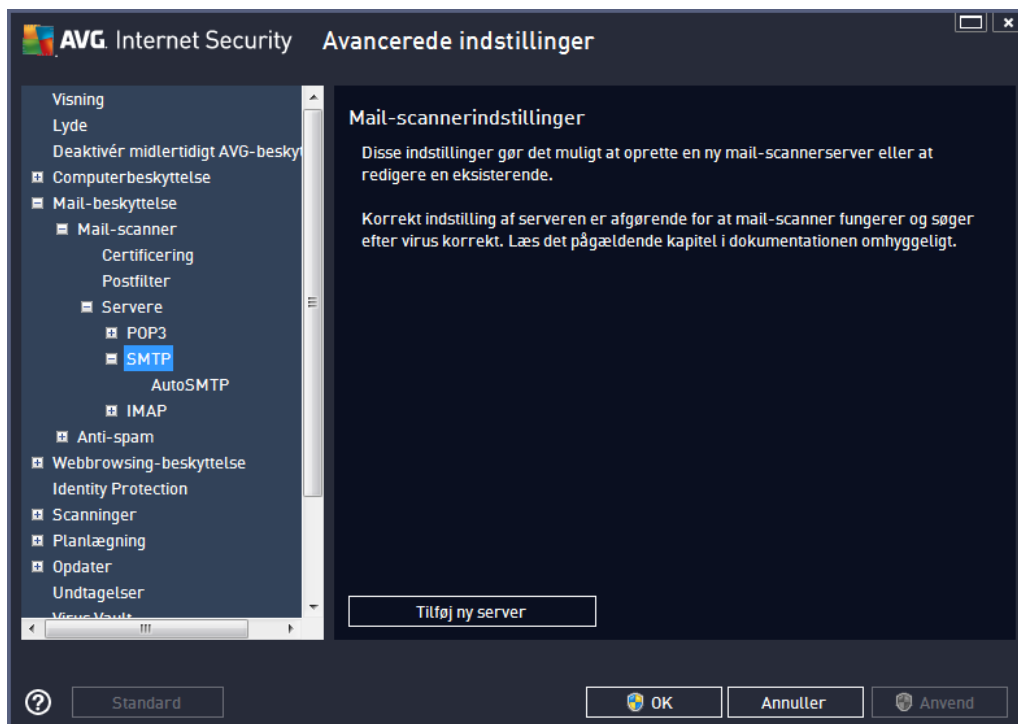 AVG. Internet Security
Avancerede indstillinger
Visning
Lyde
Deaktivér midlertidigt AVG-besky
Computerbeskyttelse
Mail-beskyttelse
Mail-scanner
Certificering
Postfilter
Servere
POP3
SMTP
AutoSMTP
IMAP
Anti-spam
Webbrowsing-beskyttelse
Identity Protection
Scanninger
Planlægning
Opdater
Undtagelser
Virus Vault
Mail-scannerindstillinger
Disse indstillinger gør det muligt at oprette en ny mail-scannerserver eller at
redigere en eksisterende.
Korrekt indstilling af serveren er afgørende for at mail-scanner fungerer og søger
efter virus korrekt. Læs det pågældende kapitel i dokumentationen omhyggeligt.
Tilføj ny server
Standard
OK
Annuller
Anvend